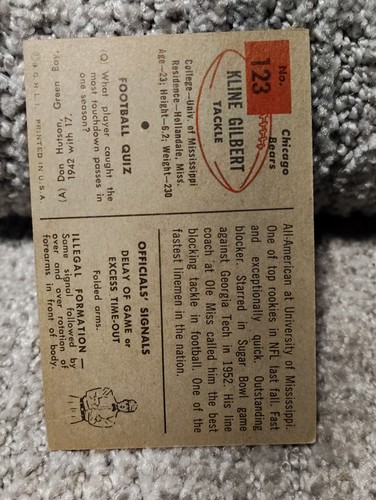 No.
123
Chicago
Bears
KLINE GILBERT
TACKLE
College—Univ. of Mississippi
Residence—Hollandale, Miss.
Age—23; Height—6.2; Weight—230
All-American at University of Mississippi.
One of top rookies in NFL last fall. Fast
and exceptionally quick. Outstanding
blocker. Starred in Sugar Bowl game
against Georgia Tech in 1952. His line
coach at Ole Miss called him the best
blocking tackle in football. One of the
fastest linemen in the nation.
FOOTBALL QUIZ
(Q) What player caught the
most touchdown passes in
one season?
(A) Don Hutson, Green Bay,
1942 with 17.
OFFICIALS' SIGNALS
DELAY OF GAME or
EXCESS TIME-OUT
Folded arms.
ILLEGAL FORMATION—
Same signal followed by
over and over rotation of
forearms in front of body.
G. H. L. I. PRINTED IN U.S.A.